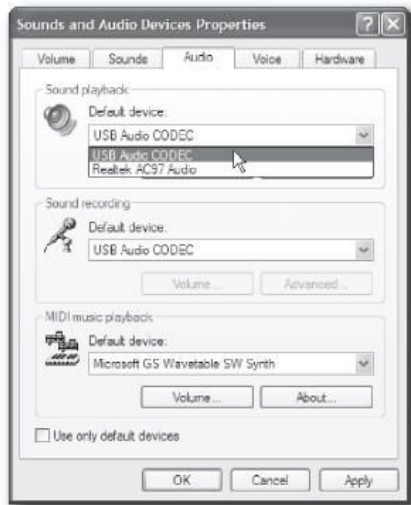 Sounds and Audio Devices Properties
Volume Sounds Audio Voice Hardware
Sound playback
Default device:
USB Audio CODEC
USB Audio CODEC
Realtek AC97 Audio
Sound recording
Default device:
USB Audio CODEC
Volume... Advanced...
MIDI music playback
Default device:
Microsoft GS Wavetable SW Synth
Volume... About...
Use only default devices
OK Cancel Apply